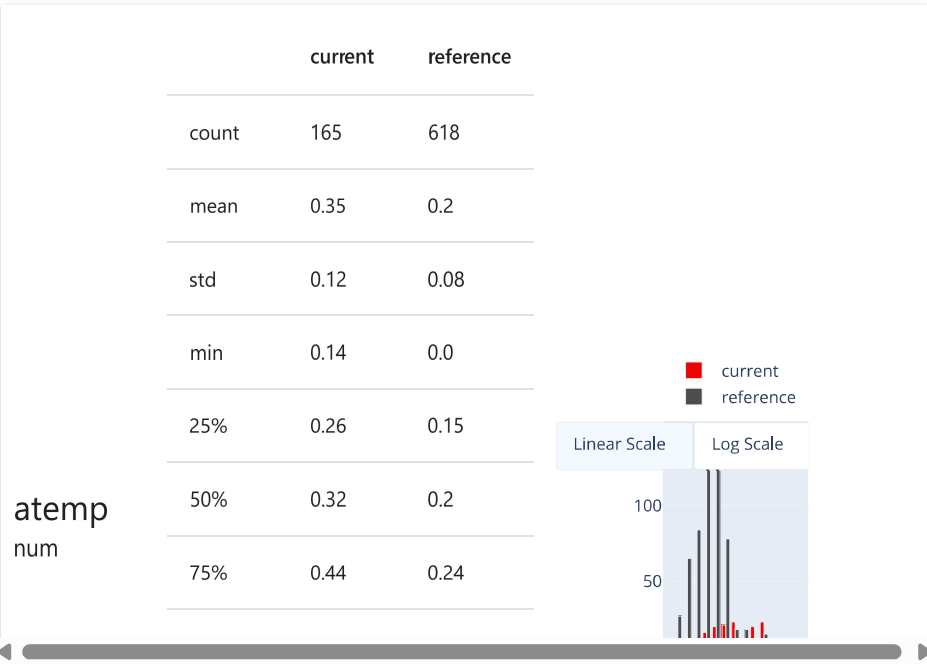 current reference
count 165 618
mean 0.35 0.2
std 0.12 0.08
min 0.14 0.0
25% 0.26 0.15
50% 0.32 0.2
75% 0.44 0.24
atemp
num
current
reference
Linear Scale Log Scale
100
50